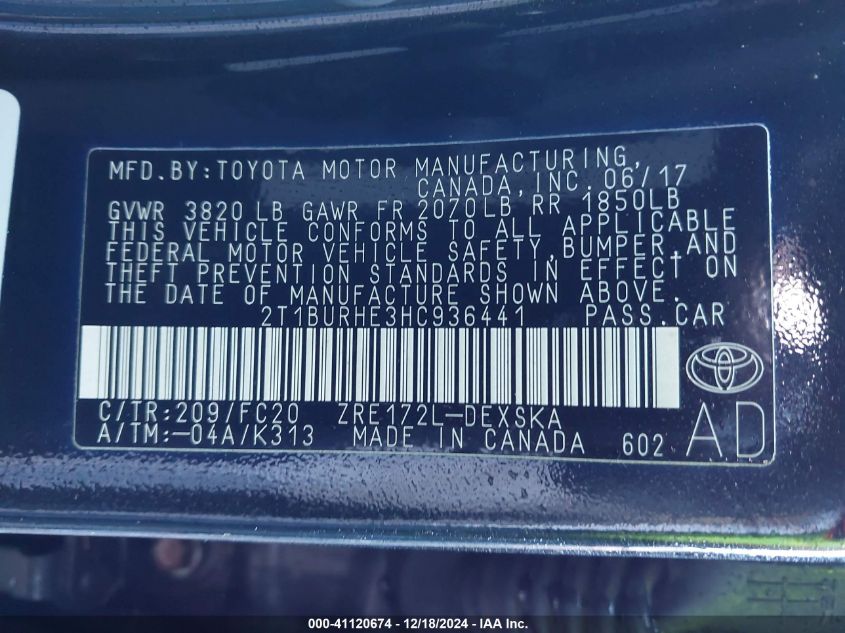 MFD.BY:TOYOTA MOTOR MANUFACTURING,
CANADA,INC. 06/17
GVWR 3820 LB GAWR FR 2070LB RR 1850LB
THIS VEHICLE CONFORMS TO ALL APPLICABLE
FEDERAL MOTOR VEHICLE SAFETY,BUMPER,AND
THEFT PREVENTION STANDARDS IN EFFECT ON
THE DATE OF MANUFACTURE SHOWN ABOVE.
2T1BURHE3HC936441 PASS.CAR
C/TR:209/FC20 ZRE172L-DEXSKA
A/TM:-04A/K313 MADE IN CANADA 602 AD
000-41120674 - 12/18/2024 - IAA Inc.